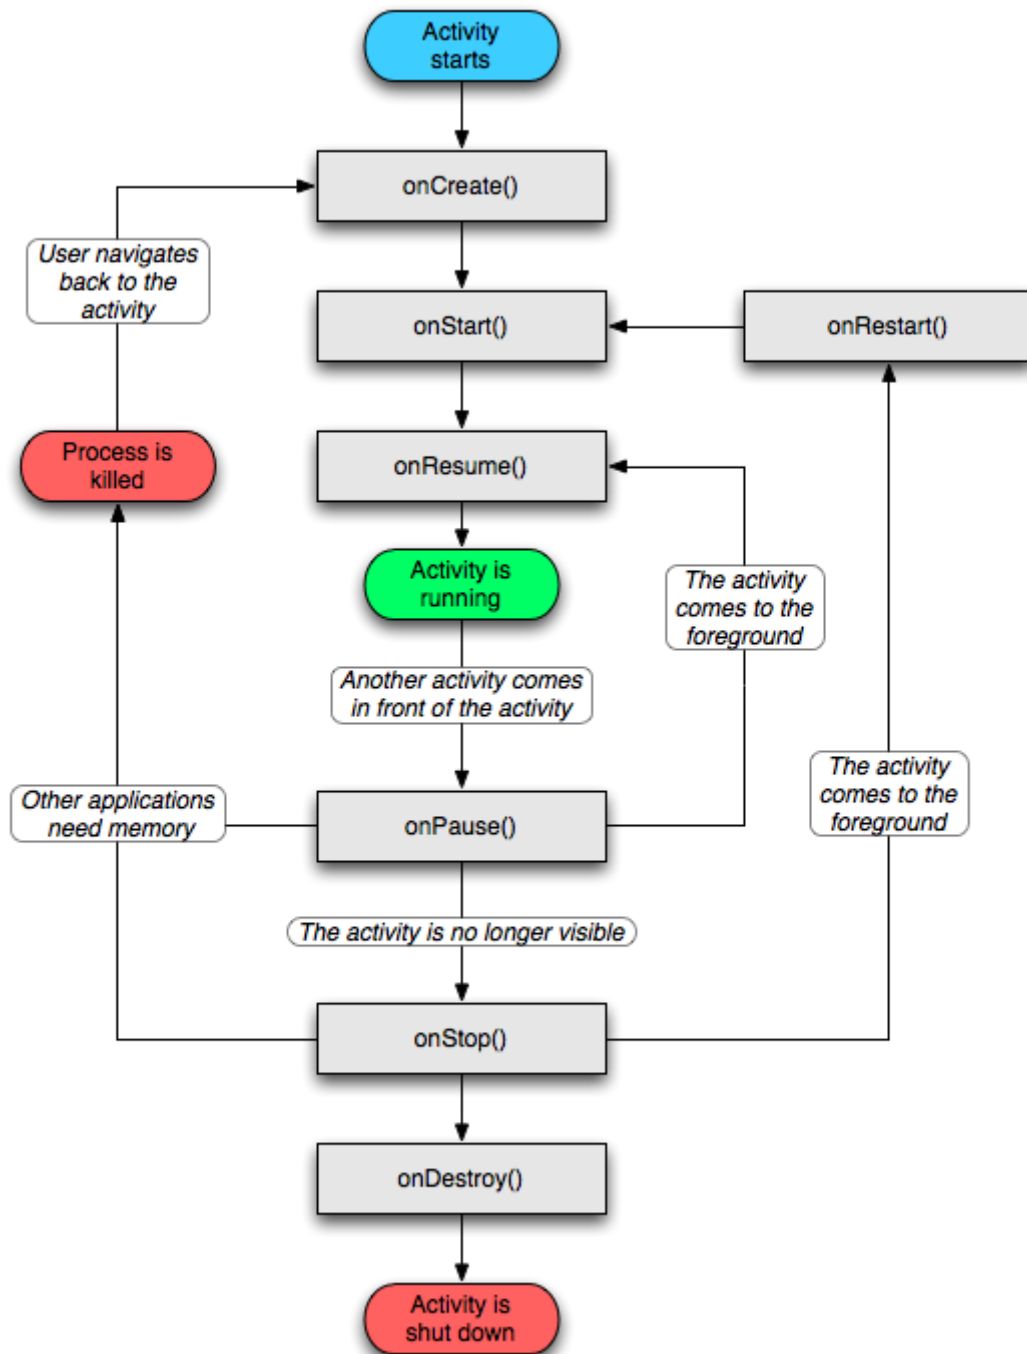 Activity
starts
onCreate()
User navigates
back to the
activity
onStart()
onRestart()
Process is
killed
onResume()
Activity is
running
The activity
comes to the
foreground
Another activity comes
in front of the activity
Other applications
need memory
onPause()
The activity
comes to the
foreground
The activity is no longer visible
onStop()
onDestroy()
Activity is
shut down